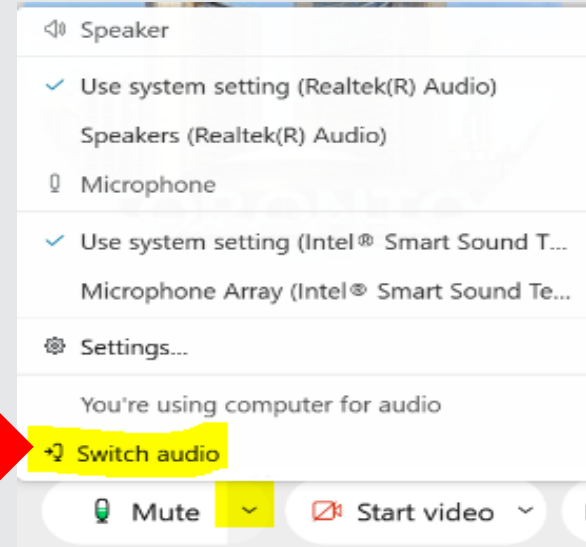 Speaker
Use system setting (Realtek(R) Audio)
Speakers (Realtek(R) Audio)
Microphone
Use system setting (Intel® Smart Sound T...
Microphone Array (Intel® Smart Sound Te...
Settings...
You're using computer for audio
Switch audio
Mute Start video